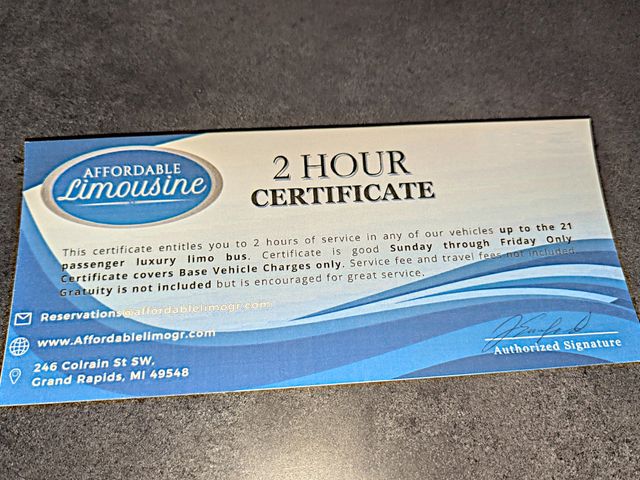 AFFORDABLE
Limousine
2 HOUR
CERTIFICATE
This certificate entitles you to 2 hours of service in any of our vehicles up to the 21
passenger luxury limo bus. Certificate is good Sunday through Friday Only.
Certificate covers Base Vehicle Charges only. Service fee and travel fees not included.
Gratuity is not included but is encouraged for great service.
Reservations@affordablelimogr.com
www.Affordablelimogr.com
246 Colrain St SW,
Grand Rapids, MI 49548
Authorized Signature